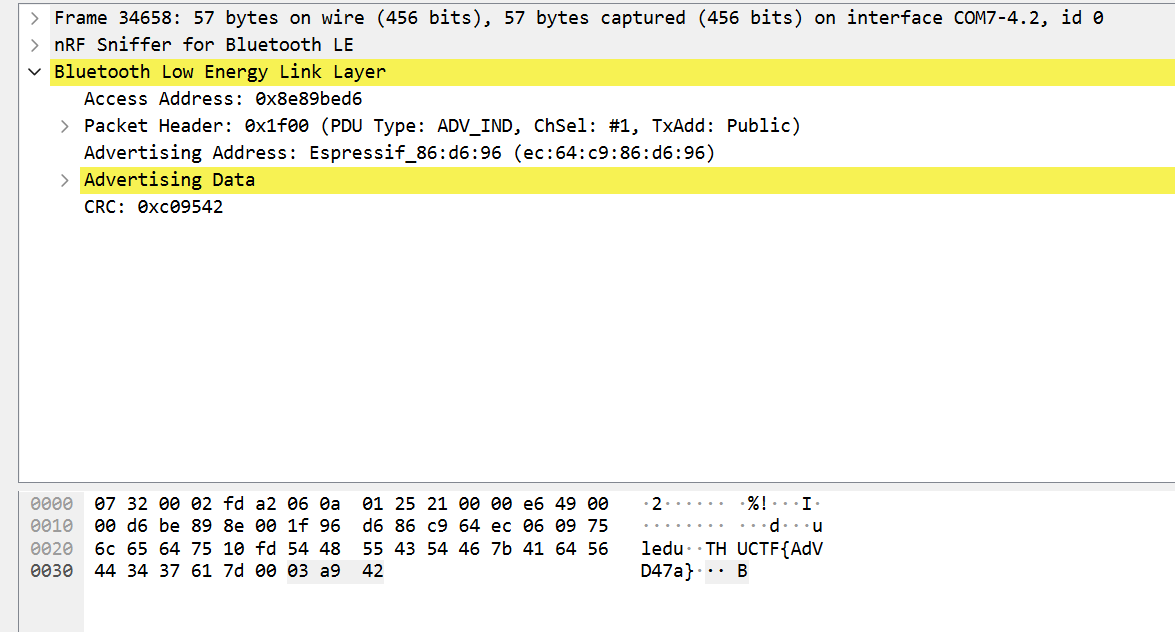 Frame 34658: 57 bytes on wire (456 bits), 57 bytes captured (456 bits) on interface COM7-4.2, id 0
nRF Sniffer for Bluetooth LE
Bluetooth Low Energy Link Layer
Access Address: 0x8e89bed6
Packet Header: 0x1f00 (PDU Type: ADV_IND, ChSel: #1, TxAdd: Public)
Advertising Address: Espressif_86:d6:96 (ec:64:c9:86:d6:96)
Advertising Data
CRC: 0xc09542
0000 07 32 00 02 fd a2 06 0a 01 25 21 00 00 e6 49 00 ·2······ ·%!···I·
0010 00 d6 be 89 8e 00 1f 96 d6 86 c9 64 ec 06 09 75 ········ ···d···u
0020 6c 65 64 75 10 fd 54 48 55 43 54 46 7b 41 64 56 ledu··TH UCTF{AdV
0030 44 34 37 61 7d 00 03 a9 42 D47a}··· B